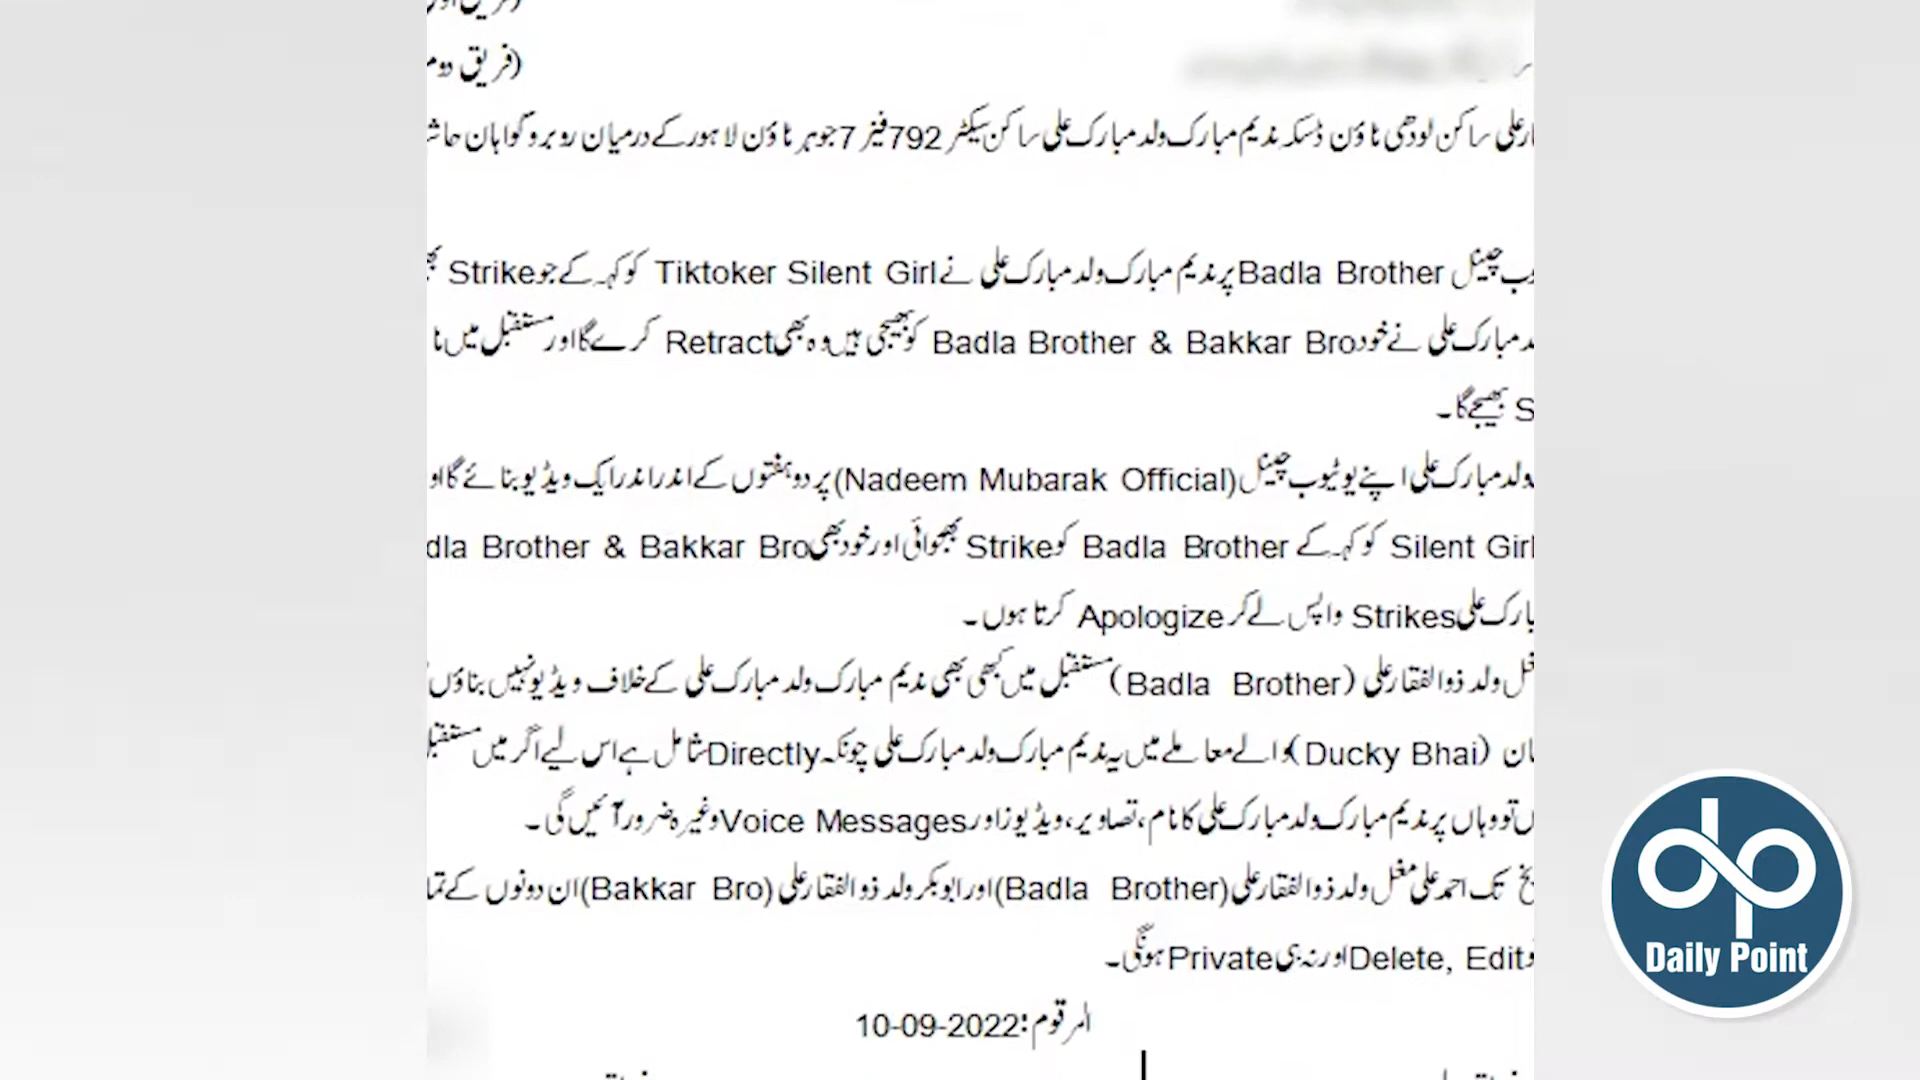 (فریق دوم
علی ساکن لودھی ٹاؤن ڈسکہ ندیم مبارک ولد مبارک علی ساکن سیکٹر 792 فیز 7 جوہر ٹاؤن لاہور کے درمیان روبرو گواہان
چینل Badla Brother پر ندیم مبارک ولد مبارک علی نے Tiktoker Silent Girl کو کہہ کے جو Strike
مبارک علی نے خود Badla Brother & Bakkar Bro کو بھیجی ہیں وہ بھی Retract کرے گا اور مستقبل میں نا
S بھیجے گا۔
ولد مبارک علی اپنے یوٹیوب چینل (Nadeem Mubarak Official) پر دو ہفتوں کے اندر اندر ایک ویڈیو بنائے گا او
Silent Girl کو کہہ کے Badla Brother کو Strike بھجوائی اور خود بھی dla Brother & Bakkar Bro
بارک علی Strikes واپس لے کر Apologize کرتا ہوں۔
ولد ذوالفقار علی (Badla Brother) مستقبل میں کبھی بھی ندیم مبارک ولد مبارک علی کے خلاف ویڈیو نہیں بناؤں
ان (Ducky Bhai) والے معاملے میں یہ ندیم مبارک ولد مبارک علی چونکہ Directly شامل ہے اس لیے اگر میں مستقبل
تو وہاں پر ندیم مبارک ولد مبارک علی کا نام، تصاویر، ویڈیوز اور Voice Messages وغیرہ ضرور آئیں گی۔
تک احمد علی مغل ولد ذوالفقار علی (Badla Brother) اور ابوبکر ولد ذوالفقار علی (Bakkar Bro) ان دونوں کے تما
Delete, Edit اور نہ ہی Private ہونگی۔
المرقوم: 10-09-2022
dp
Daily Point